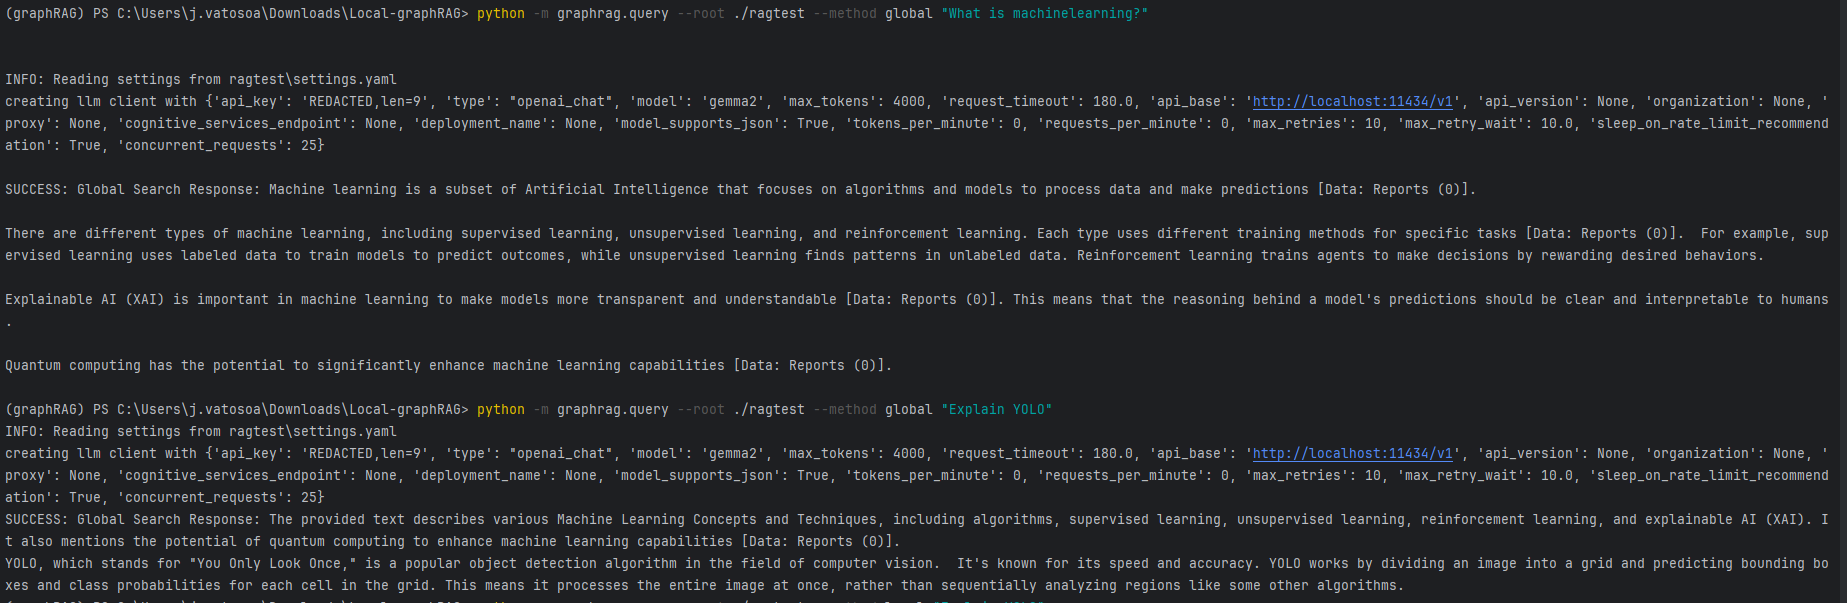 (graphRAG) PS C:\Users\j.vatosoa\Downloads\Local-graphRAG> python -m graphrag.query --root ./ragtest --method global "What is machinelearning?"
INFO: Reading settings from ragtest\settings.yaml
creating llm client with {'api_key': 'REDACTED,len=9', 'type': "openai_chat", 'model': 'gemma2', 'max_tokens': 4000, 'request_timeout': 180.0, 'api_base': 'http://localhost:11434/v1', 'api_version': None, 'organization': None, '
proxy': None, 'cognitive_services_endpoint': None, 'deployment_name': None, 'model_supports_json': True, 'tokens_per_minute': 0, 'requests_per_minute': 0, 'max_retries': 10, 'max_retry_wait': 10.0, 'sleep_on_rate_limit_recommend
ation': True, 'concurrent_requests': 25}
SUCCESS: Global Search Response: Machine learning is a subset of Artificial Intelligence that focuses on algorithms and models to process data and make predictions [Data: Reports (0)].
There are different types of machine learning, including supervised learning, unsupervised learning, and reinforcement learning. Each type uses different training methods for specific tasks [Data: Reports (0)].  For example, sup
ervised learning uses labeled data to train models to predict outcomes, while unsupervised learning finds patterns in unlabeled data. Reinforcement learning trains agents to make decisions by rewarding desired behaviors.
Explainable AI (XAI) is important in machine learning to make models more transparent and understandable [Data: Reports (0)]. This means that the reasoning behind a model's predictions should be clear and interpretable to humans
.
Quantum computing has the potential to significantly enhance machine learning capabilities [Data: Reports (0)].
(graphRAG) PS C:\Users\j.vatosoa\Downloads\Local-graphRAG> python -m graphrag.query --root ./ragtest --method global "Explain YOLO"
INFO: Reading settings from ragtest\settings.yaml
creating llm client with {'api_key': 'REDACTED,len=9', 'type': "openai_chat", 'model': 'gemma2', 'max_tokens': 4000, 'request_timeout': 180.0, 'api_base': 'http://localhost:11434/v1', 'api_version': None, 'organization': None, '
proxy': None, 'cognitive_services_endpoint': None, 'deployment_name': None, 'model_supports_json': True, 'tokens_per_minute': 0, 'requests_per_minute': 0, 'max_retries': 10, 'max_retry_wait': 10.0, 'sleep_on_rate_limit_recommend
ation': True, 'concurrent_requests': 25}
SUCCESS: Global Search Response: The provided text describes various Machine Learning Concepts and Techniques, including algorithms, supervised learning, unsupervised learning, reinforcement learning, and explainable AI (XAI). I
t also mentions the potential of quantum computing to enhance machine learning capabilities [Data: Reports (0)].
YOLO, which stands for "You Only Look Once," is a popular object detection algorithm in the field of computer vision.  It's known for its speed and accuracy. YOLO works by dividing an image into a grid and predicting bounding bo
xes and class probabilities for each cell in the grid. This means it processes the entire image at once, rather than sequentially analyzing regions like some other algorithms.